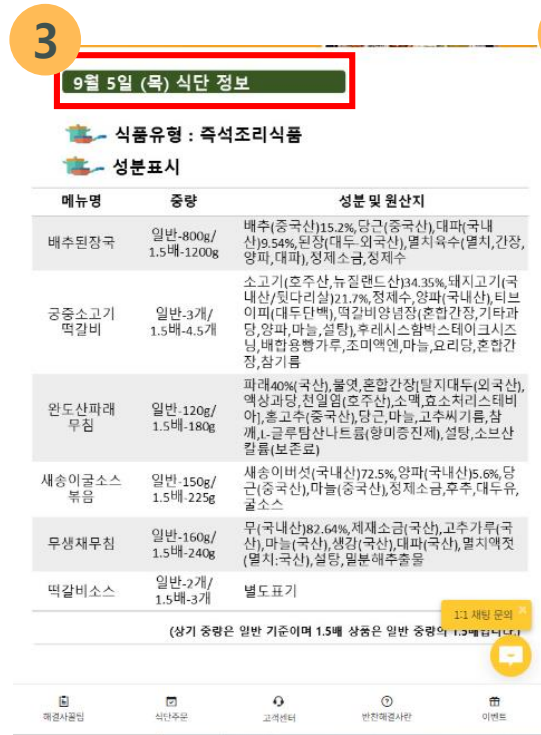 3
9월 5일 (목) 식단 정보
식품유형 : 즉석조리식품
성분표시
메뉴명 중량 성분 및 원산지
배추된장국
일반-800g/
1.5배-1200g
배추(중국산)15.2%,당근(중국산),대파(국내
산)9.54%,된장(대두-외국산),멸치육수(멸치,간장,
양파,대파),정제소금,정제수
궁중소고기
떡갈비
일반-3개/
1.5배-4.5개
소고기(호주산,뉴질랜드산)34.35%,돼지고기(국
내산/뒷다리살)21.7%,정제수,양파(국내산),티브
이피(대두단백),떡갈비양념장(혼합간장,기타과
당,양파,마늘,설탕),후레시스함박스테이크시즈
닝,배합용빵가루,조미액엔,마늘,요리당,혼합간
장,참기름
완도산파래
무침
일반-120g/
1.5배-180g
파래40%(국산),물엿,혼합간장[탈지대두(외국산),
액상과당,천일염(호주산),소맥,효소처리스테비
아],홍고추(중국산),당근,마늘,고추씨기름,참
깨,L-글루탐산나트륨(향미증진제),설탕,소브산
칼륨(보존료)
새송이굴소스
볶음
일반-150g/
1.5배-225g
새송이버섯(국내산)72.5%,양파(국내산)5.6%,당
근(중국산),마늘(중국산),정제소금,후추,대두유,
굴소스
무생채무침
일반-160g/
1.5배-240g
무(국내산)82.64%,제재소금(국산),고추가루(국
산),마늘(국산),생강(국산),대파(국산),멸치액젓
(멸치:국산),설탕,밀분해추출물
떡갈비소스
일반-2개/
1.5배-3개
별도표기
1:1 채팅 문의
(상기 중량은 일반 기준이며 1.5배 상품은 일반 중량의 1.5배입니다.)
해결사꿀팁 식단주문 고객센터 반찬해결사란 이벤트